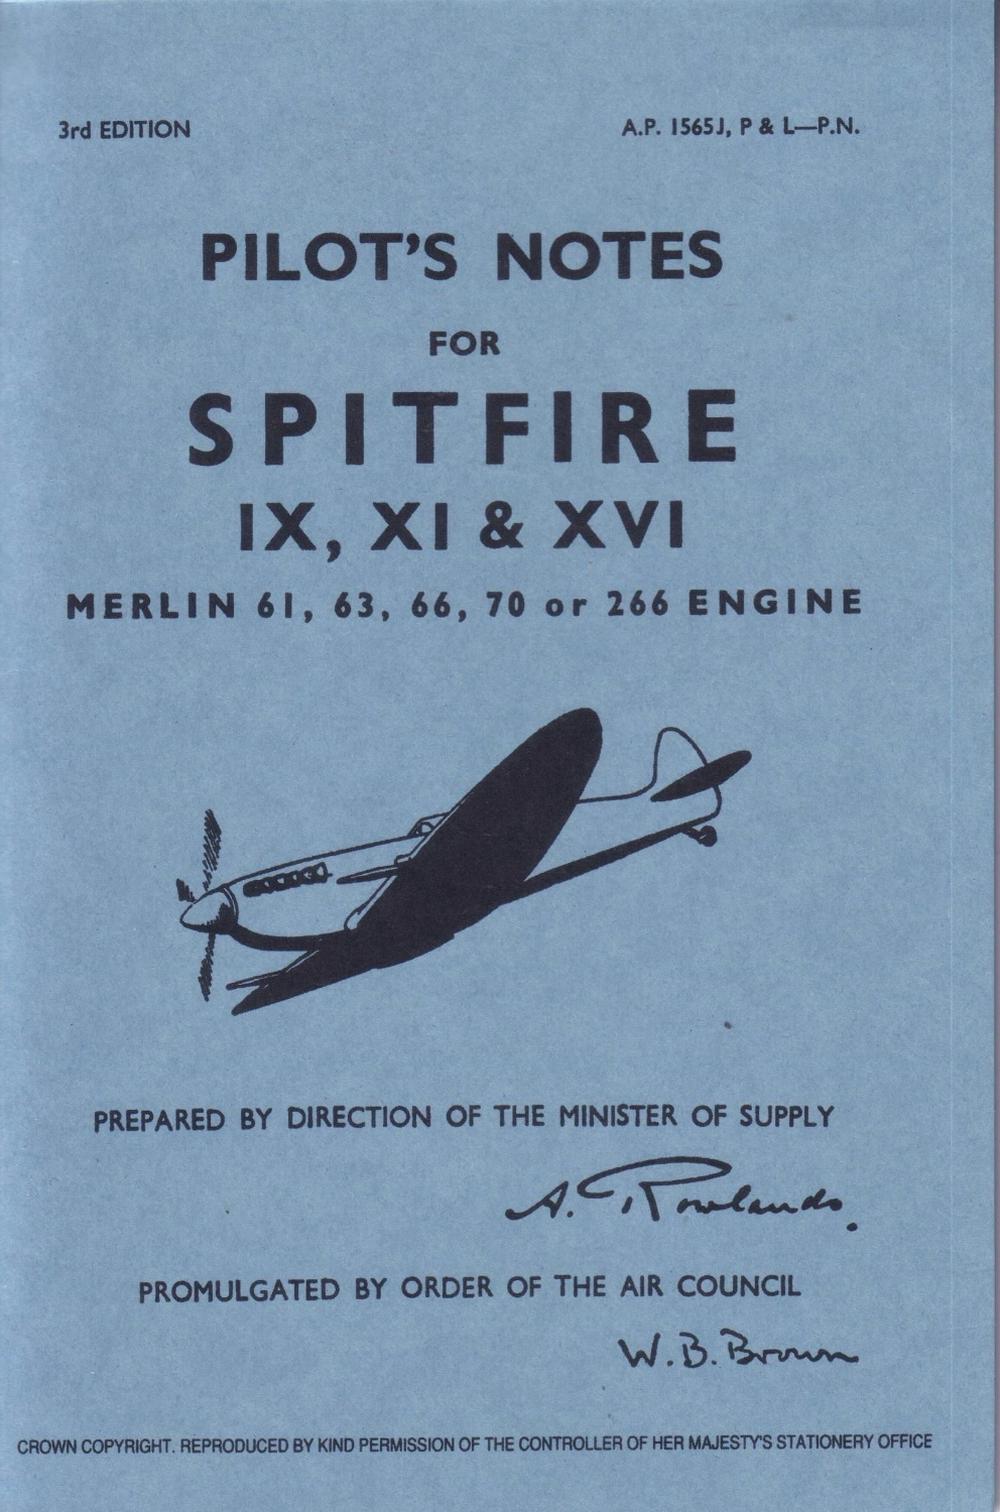 3rd EDITION
A.P. 1565J, P & L—P.N.
PILOT'S NOTES
FOR
SPITFIRE
IX, XI & XVI
MERLIN 61, 63, 66, 70 or 266 ENGINE
PREPARED BY DIRECTION OF THE MINISTER OF SUPPLY
A. Rowlands.
PROMULGATED BY ORDER OF THE AIR COUNCIL
W. B. Brown
CROWN COPYRIGHT. REPRODUCED BY KIND PERMISSION OF THE CONTROLLER OF HER MAJESTY'S STATIONERY OFFICE